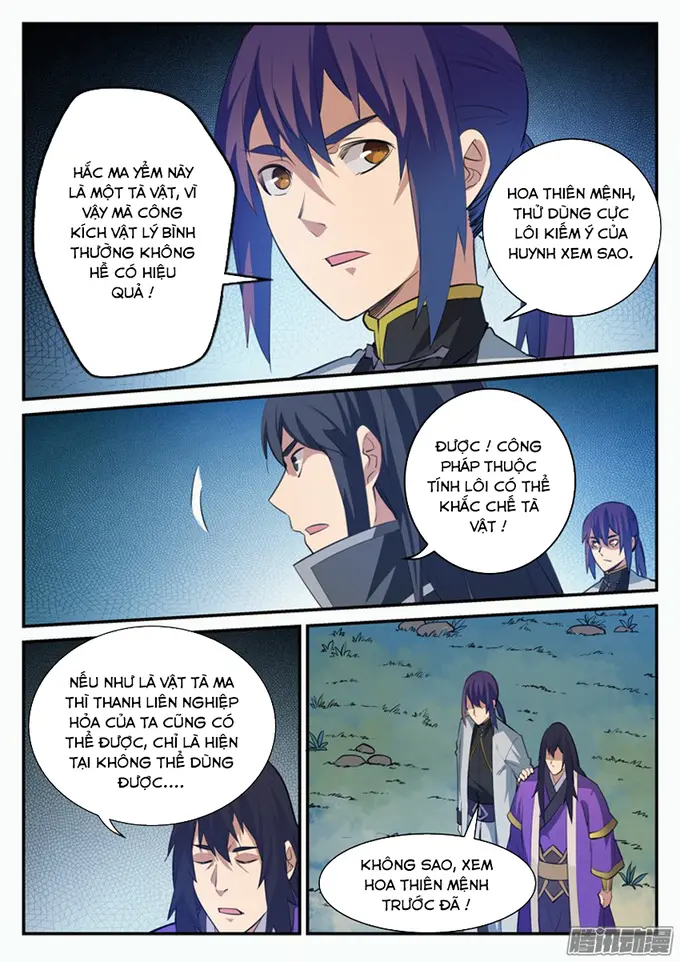 HẮC MA YỂM NÀY
LÀ MỘT TÀ VẬT, VÌ
VẬY MÀ CÔNG
KÍCH VẬT LÝ BÌNH
THƯỜNG KHÔNG
HỀ CÓ HIỆU
QUẢ !
HOA THIÊN MỆNH,
THỬ DÙNG CỰC
LÔI KIẾM Ý CỦA
HUYNH XEM SAO.
ĐƯỢC ! CÔNG
PHÁP THUỘC
TÍNH LÔI CÓ THỂ
KHẮC CHẾ TÀ
VẬT !
NẾU NHƯ LÀ VẬT TÀ MA
THÌ THANH LIÊN NGHIỆP
HỎA CỦA TA CŨNG CÓ
THỂ ĐƯỢC, CHỈ LÀ HIỆN
TẠI KHÔNG THỂ DÙNG
ĐƯỢC....
KHÔNG SAO, XEM
HOA THIÊN MỆNH
TRƯỚC ĐÃ !
腾讯动漫